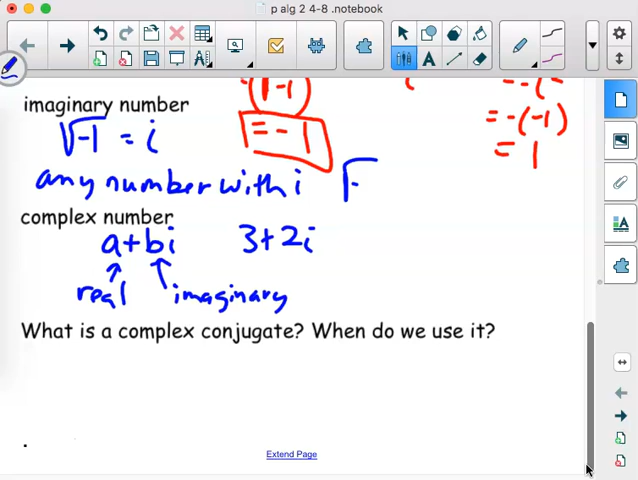 p alg 2 4-8 .notebook
imaginary number
√-1 = i
= - 1
= -(-1)
= 1
any number with i √-
complex number
a+bi 3+2i
real imaginary
What is a complex conjugate? When do we use it?
.
Extend Page